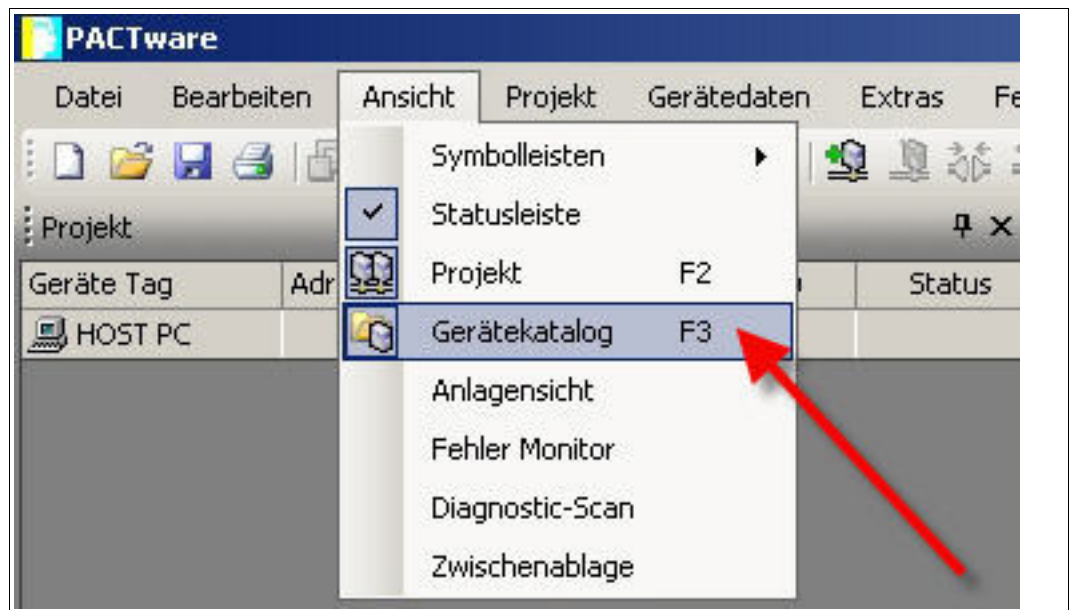 PACTware
Datei Bearbeiten Ansicht Projekt Gerätedaten Extras Fe
Projekt
Geräte Tag Adr Status
HOST PC
Symbolleisten
Statusleiste
Projekt F2
Gerätekatalog F3
Anlagensicht
Fehler Monitor
Diagnostic-Scan
Zwischenablage